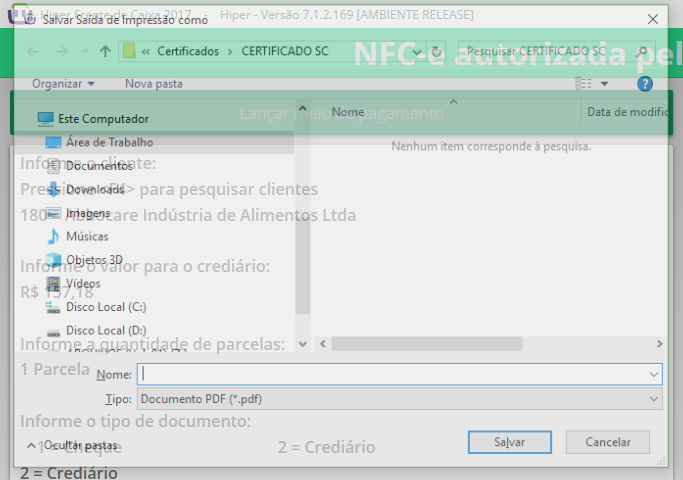 Hiper Frente de Caixa 2017 - Hiper - Versão 7.1.2.169 [AMBIENTE RELEASE]
Salvar Saída de Impressão como
« Certificados > CERTIFICADO SC
Pesquisar CERTIFICADO SC
NFC-e autorizada pel
Organizar
Nova pasta
Nome
Data de modific
Lançar meio de pagamento
Este Computador
Área de Trabalho
Nenhum item corresponde à pesquisa.
Informe o cliente:
Documentos
Pressione <F4> para pesquisar clientes
Downloads
180 - Abbocare Indústria de Alimentos Ltda
Imagens
Músicas
Informe o valor para o crediário:
Objetos 3D
R$ 157,18
Vídeos
Disco Local (C:)
Disco Local (D:)
Informe a quantidade de parcelas:
1 Parcela
Nome:
Tipo: Documento PDF (*.pdf)
Informe o tipo de documento:
Ocultar pastas
Salvar
Cancelar
1 = Cheque
2 = Crediário
2 = Crediário